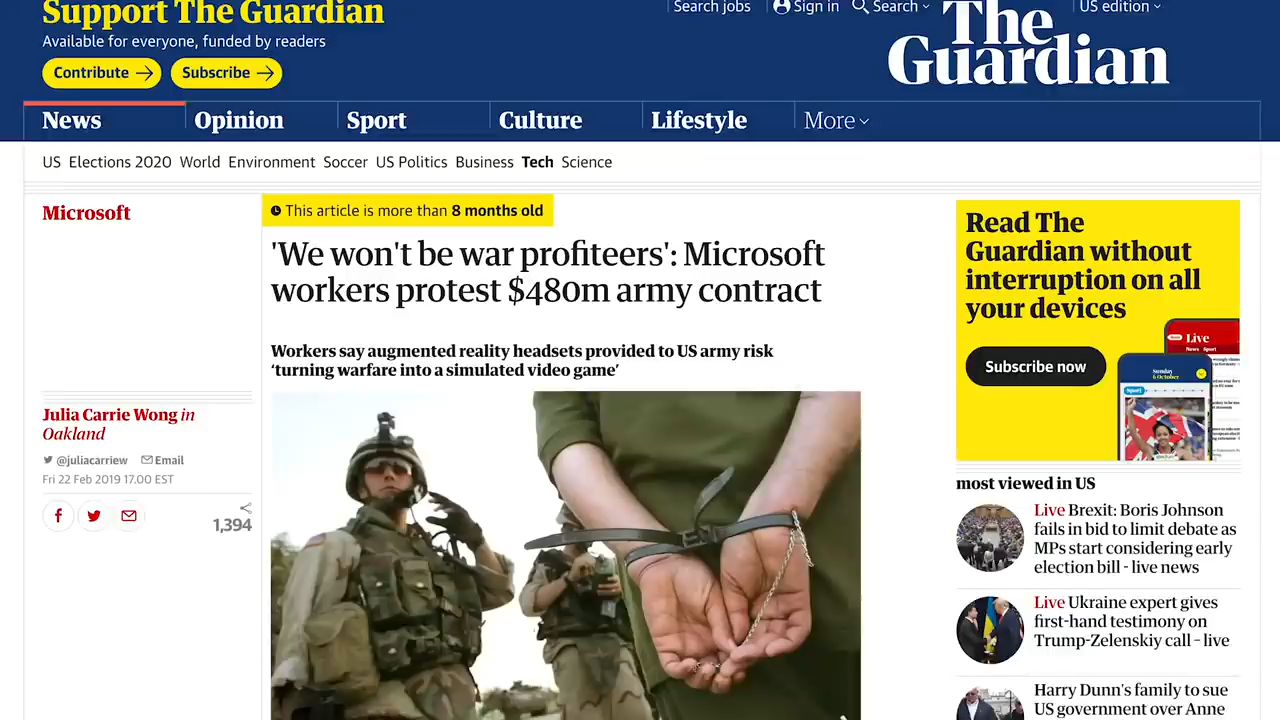 Support The Guardian
Available for everyone, funded by readers
Contribute
Subscribe
Search jobs
Sign in
Search
US edition
The
Guardian
News
Opinion
Sport
Culture
Lifestyle
More
US Elections 2020 World Environment Soccer US Politics Business Tech Science
Microsoft
This article is more than 8 months old
'We won't be war profiteers': Microsoft
workers protest $480m army contract
Workers say augmented reality headsets provided to US army risk
‘turning warfare into a simulated video game’
Julia Carrie Wong in
Oakland
@juliacarriew Email
Fri 22 Feb 2019 17.00 EST
1,394
Read The
Guardian without
interruption on all
your devices
Subscribe now
Live
News Sport
Sunday
Sport
most viewed in US
Live Brexit: Boris Johnson
fails in bid to limit debate as
MPs start considering early
election bill - live news
Live Ukraine expert gives
first-hand testimony on
Trump-Zelenskiy call – live
Harry Dunn's family to sue
US government over Anne